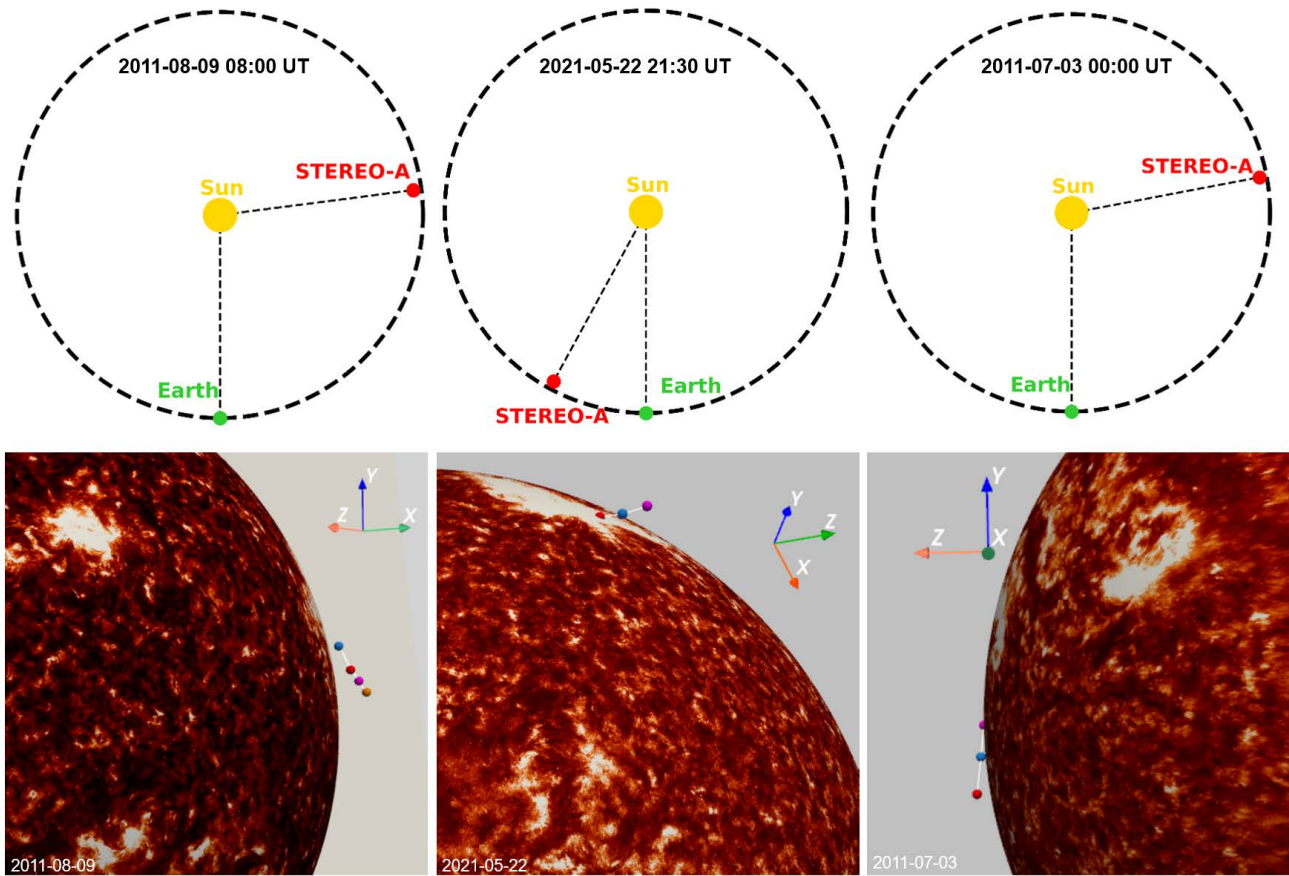 2011-08-09 08:00 UT
STEREO-A
Sun
Earth
2021-05-22 21:30 UT
Sun
Earth
STEREO-A
2011-07-03 00:00 UT
STEREO-A
Sun
Earth
Y
Z
X
2011-08-09
Y
Z
X
2021-05-22
Y
Z
X
2011-07-03